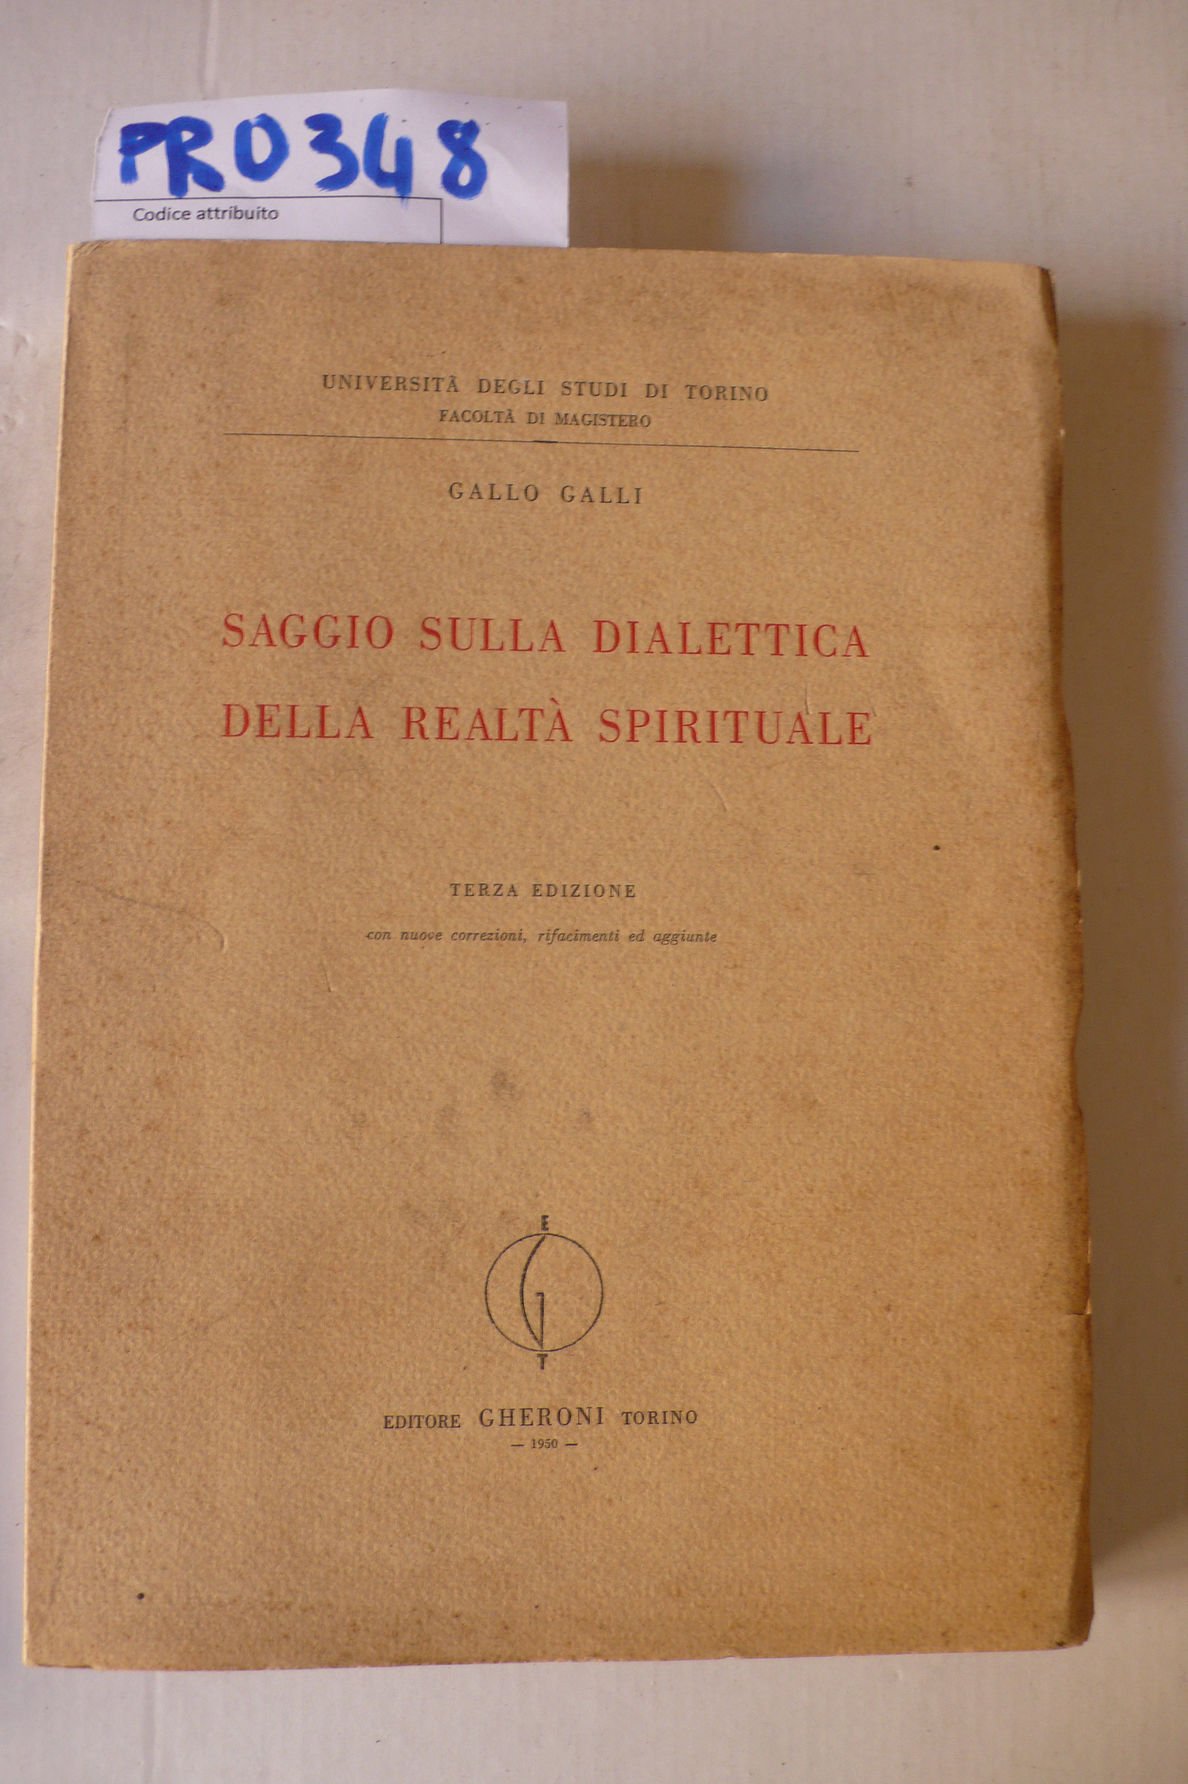 PRO348
Codice attribuito
UNIVERSITÀ DEGLI STUDI DI TORINO
FACOLTÀ DI MAGISTERO
GALLO GALLI
SAGGIO SULLA DIALETTICA
DELLA REALTÀ SPIRITUALE
TERZA EDIZIONE
con nuove correzioni, rifacimenti ed aggiunte
E
G
T
EDITORE GHERONI TORINO
— 1950 —